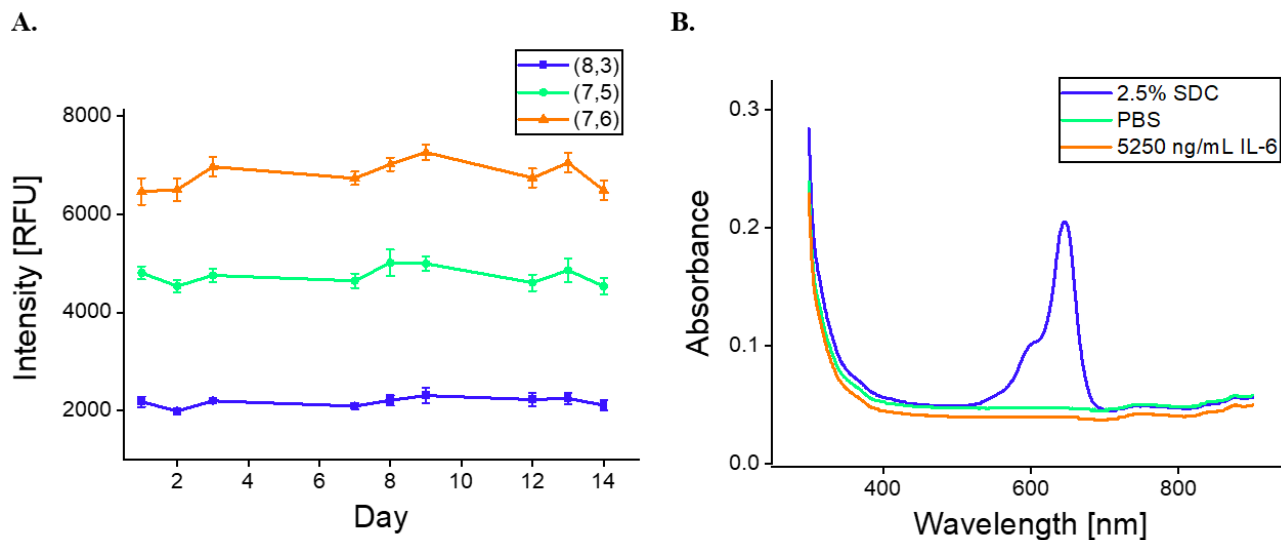 A.
(8,3)
(7,5)
(7,6)
8000
6000
4000
2000
Intensity [RFU]
2 4 6 8 10 12 14
Day
B.
2.5% SDC
PBS
5250 ng/mL IL-6
0.3
0.2
0.1
0.0
Absorbance
400 600 800
Wavelength [nm]